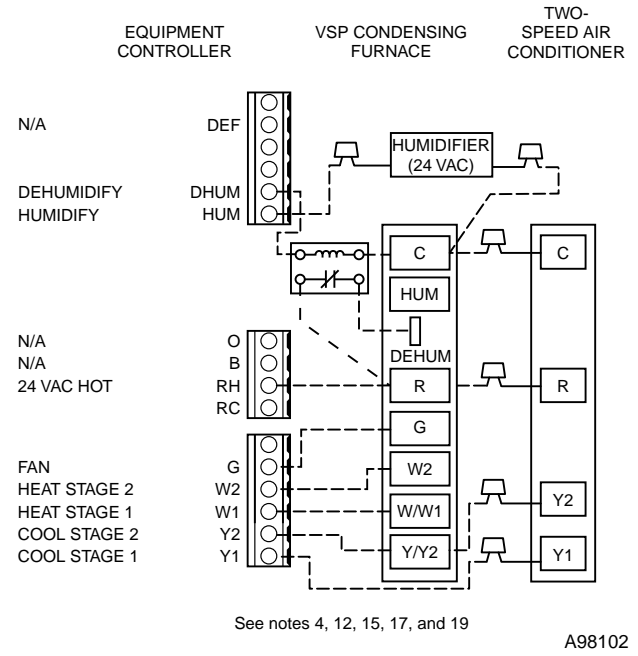 EQUIPMENT
CONTROLLER
VSP CONDENSING
FURNACE
TWO-
SPEED AIR
CONDITIONER
N/A DEF
HUMIDIFIER
(24 VAC)
DEHUMIDIFY DHUM
HUMIDIFY HUM
C C
HUM
DEHUM
N/A O
N/A B
24 VAC HOT RH R R
RC
G
FAN G
HEAT STAGE 2 W2 W2
HEAT STAGE 1 W1 W/W1 Y2
COOL STAGE 2 Y2
COOL STAGE 1 Y1 Y/Y2 Y1
See notes 4, 12, 15, 17, and 19
A98102